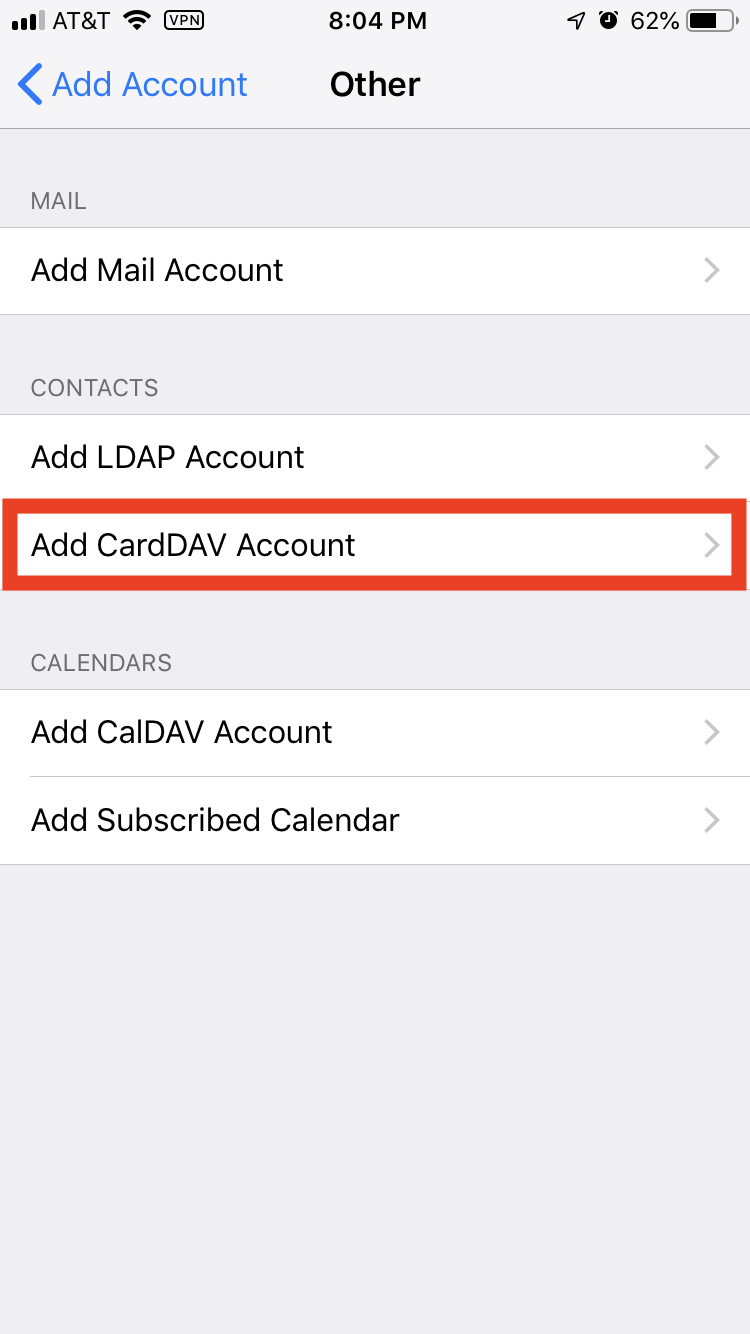 AT&T VPN 8:04 PM 62%
Add Account Other
MAIL
Add Mail Account
CONTACTS
Add LDAP Account
Add CardDAV Account
CALENDARS
Add CalDAV Account
Add Subscribed Calendar